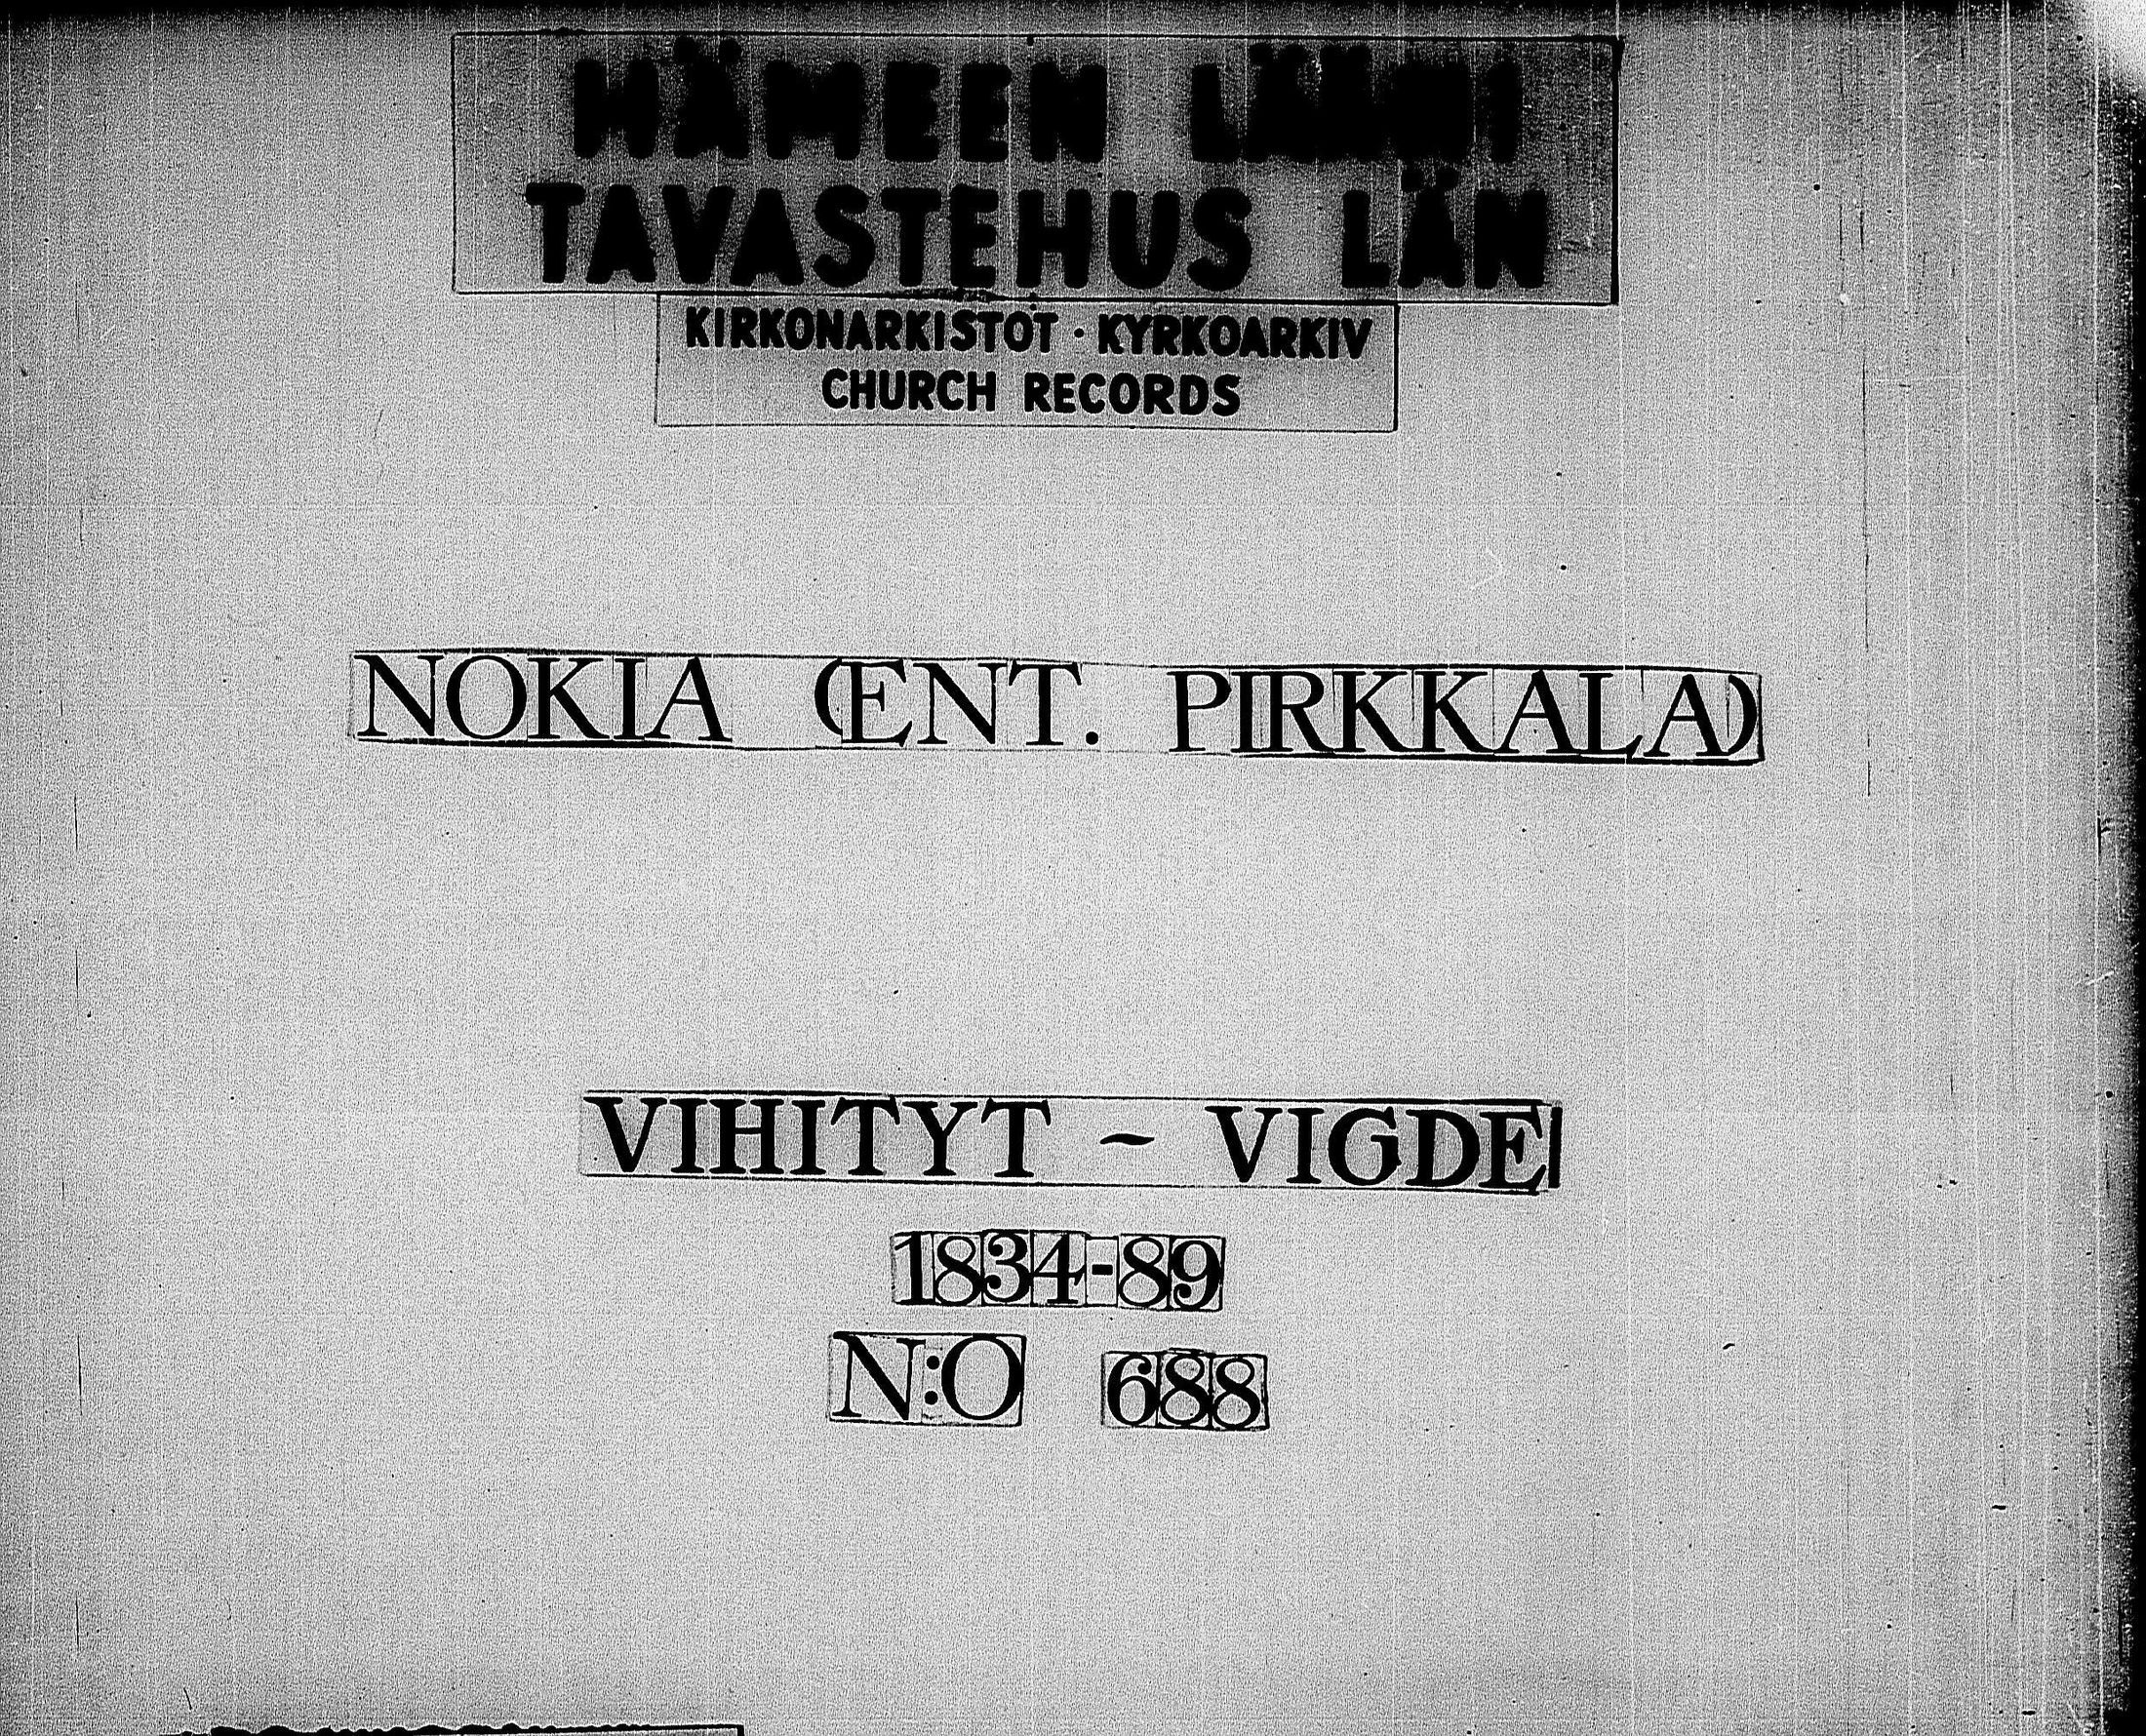 HÄMEEN LÄÄNI
TAVASTEHUS LÄN
KIRKONARKISTOT · KYRKOARKIV
CHURCH RECORDS
NOKIA (ENT. PIRKKALA)
VIHITYT ~ VIGDE
1834-89
N:O 688